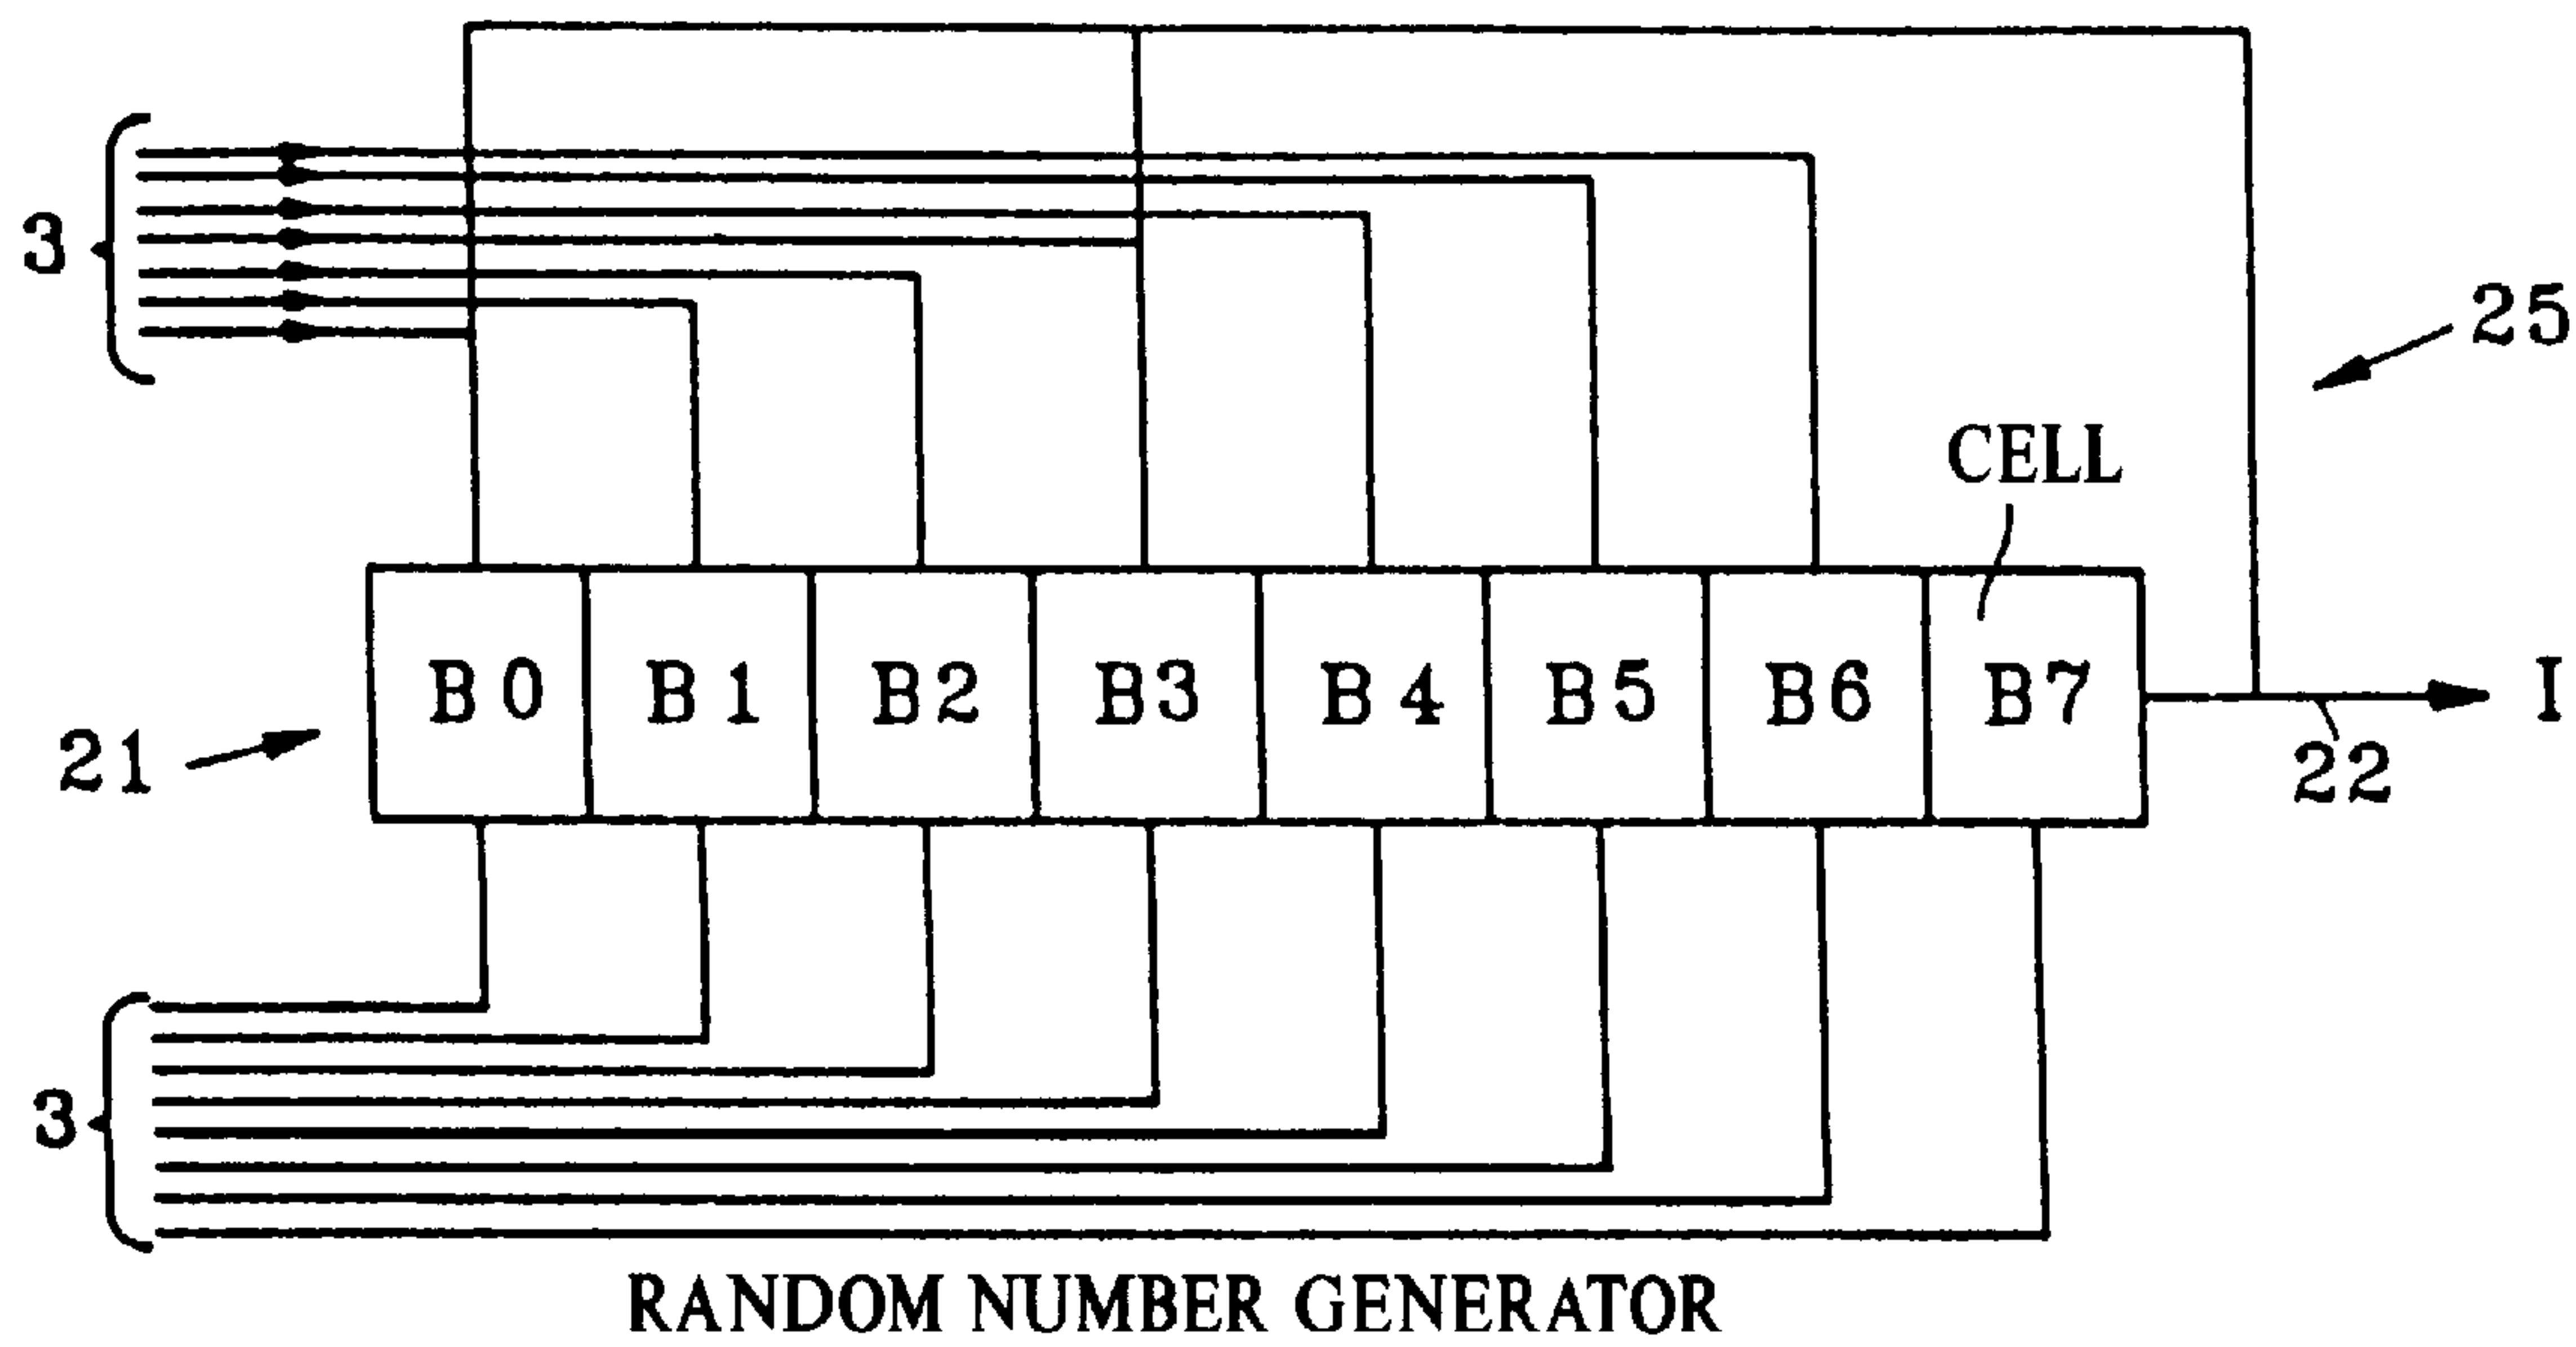 3
25
CELL
B0 B1 B2 B3 B4 B5 B6 B7
I
21
22
3
RANDOM NUMBER GENERATOR